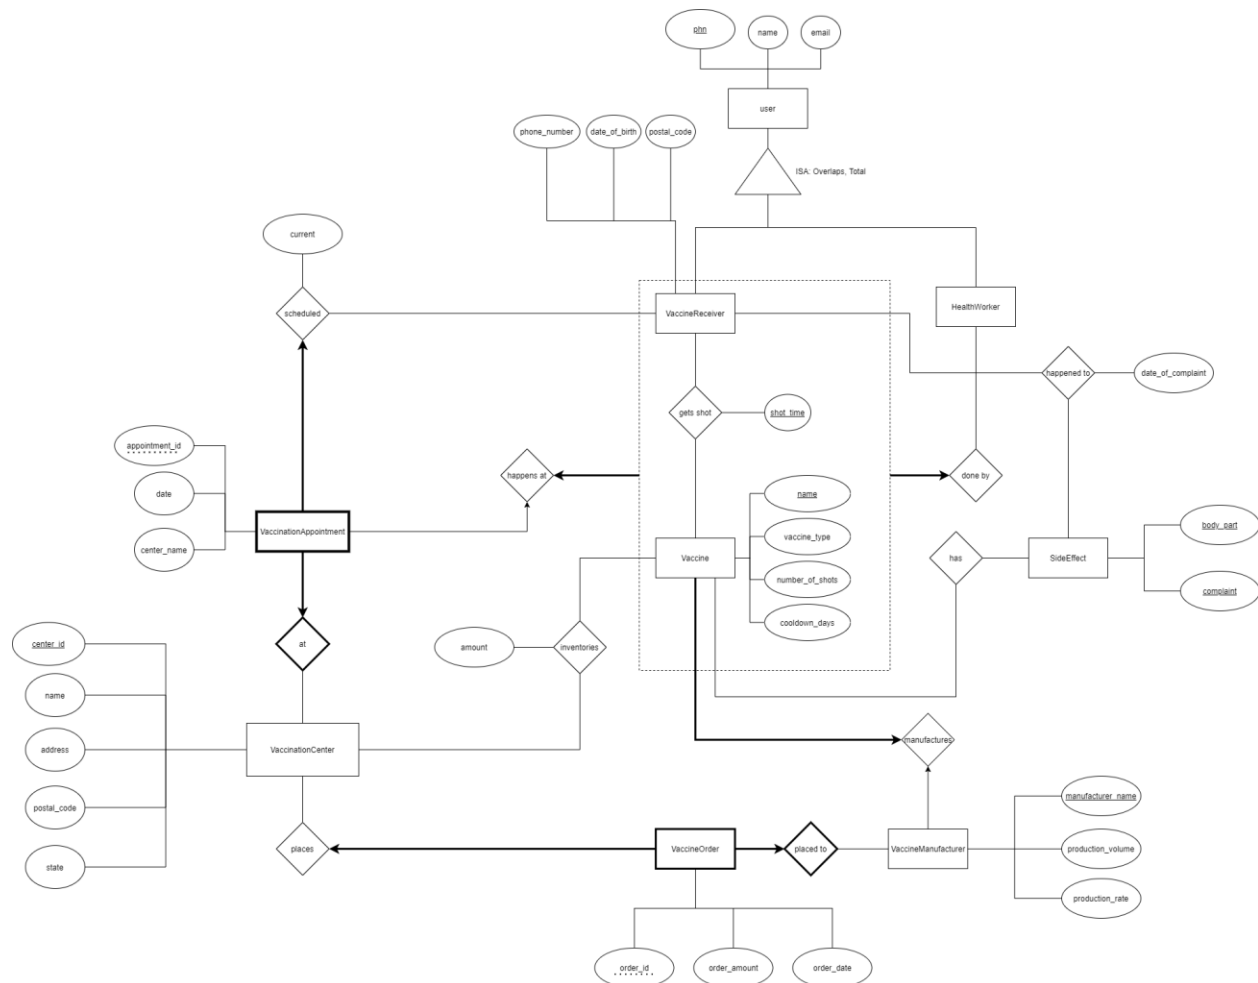 phn
name
email
user
phone_number
date_of_birth
postal_code
ISA: Overlaps, Total
current
scheduled
VaccineReceiver
HealthWorker
happened to
date_of_complaint
gets shot
shot_time
appointment_id
date
center_name
VaccinationAppointment
happens at
done by
name
vaccine_type
number_of_shots
cooldown_days
Vaccine
has
SideEffect
body_part
complaint
center_id
name
address
postal_code
state
at
amount
inventories
VaccinationCenter
manufactures
places
VaccineOrder
placed to
VaccineManufacturer
manufacturer_name
production_volume
production_rate
order_id
order_amount
order_date